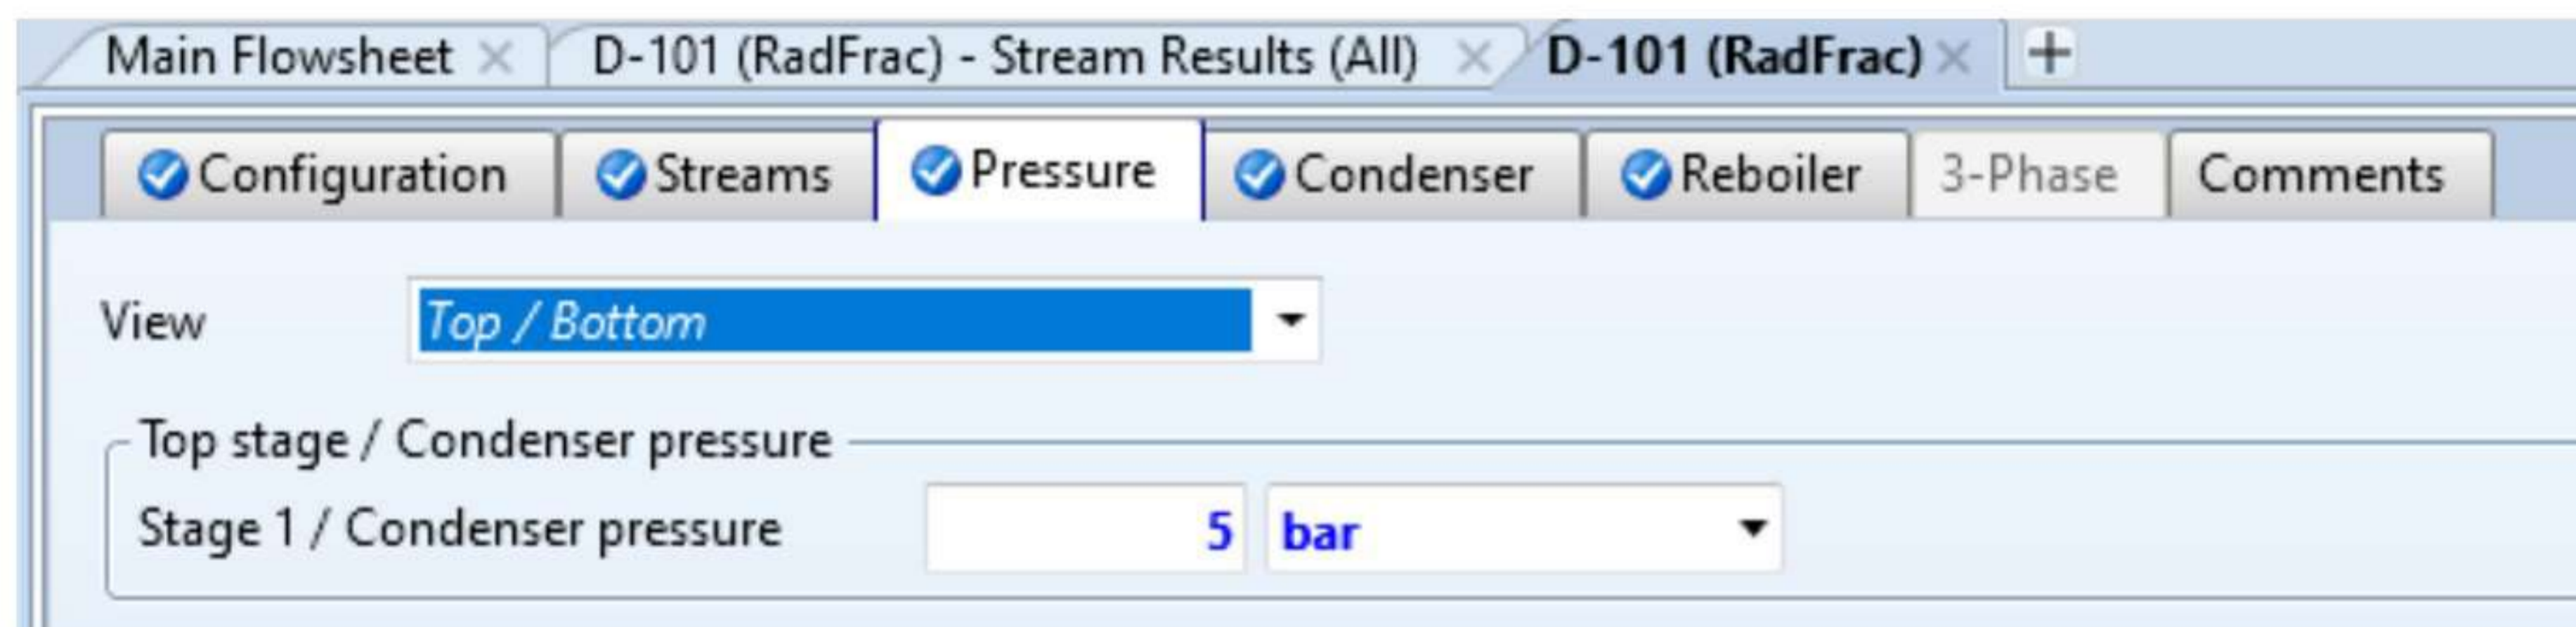 Main Flowsheet D-101 (RadFrac) - Stream Results (All) D-101 (RadFrac) +
Configuration Streams Pressure Condenser Reboiler 3-Phase Comments
View Top / Bottom
Top stage / Condenser pressure
Stage 1 / Condenser pressure 5 bar